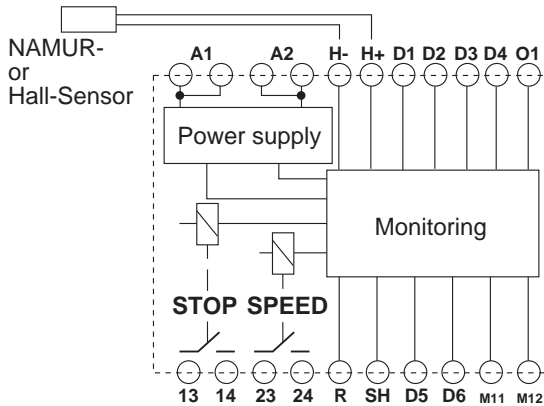 NAMUR-
or
Hall-Sensor
A1 A2 H- H+ D1 D2 D3 D4 O1
Power supply
Monitoring
STOP SPEED
13 14 23 24 R SH D5 D6 M11 M12